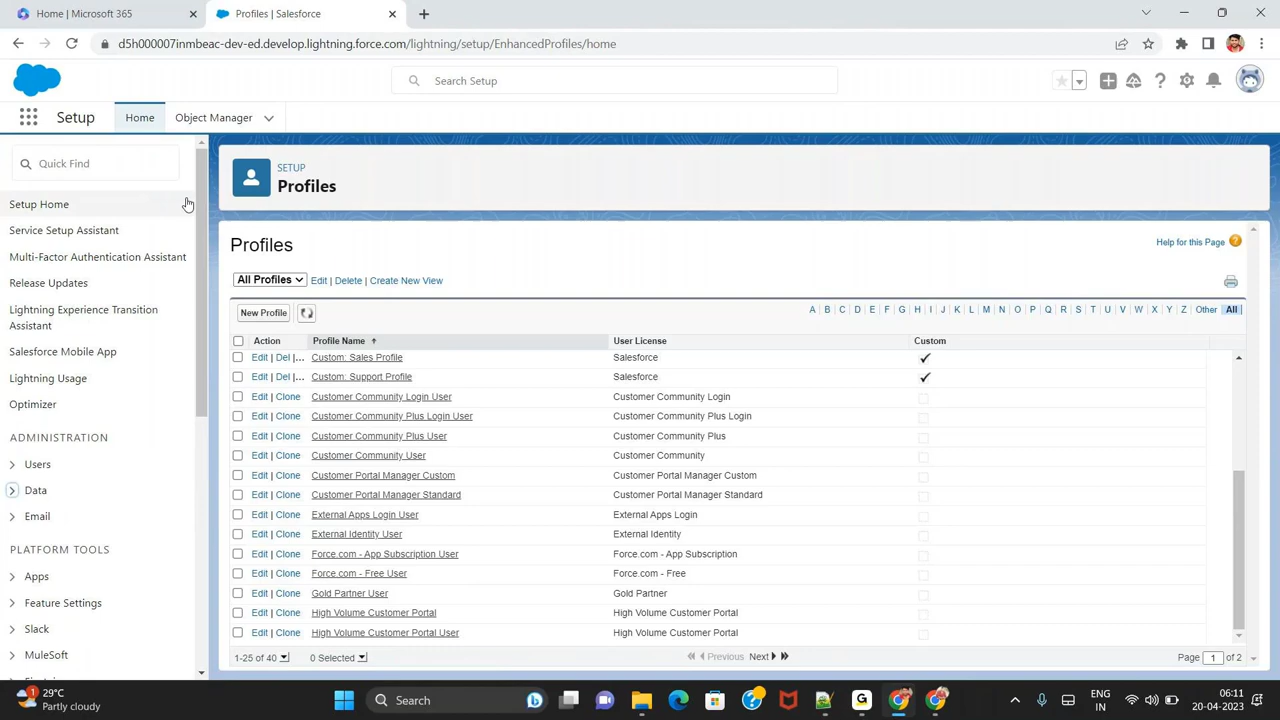 Home | Microsoft 365
Profiles | Salesforce
d5h000007inmbeac-dev-ed.develop.lightning.force.com/lightning/setup/EnhancedProfiles/home
Search Setup
Setup
Home
Object Manager
Quick Find
Setup Home
Service Setup Assistant
Multi-Factor Authentication Assistant
Release Updates
Lightning Experience Transition
Assistant
Salesforce Mobile App
Lightning Usage
Optimizer
ADMINISTRATION
Users
Data
Email
PLATFORM TOOLS
Apps
Feature Settings
Slack
MuleSoft
SETUP
Profiles
Profiles
Help for this Page
All Profiles Edit | Delete | Create New View
New Profile
A B C D E F G H I J K L M N O P Q R S T U V W X Y Z Other All
Action Profile Name User License Custom
Edit | Del |... Custom: Sales Profile Salesforce
Edit | Del |... Custom: Support Profile Salesforce
Edit | Clone Customer Community Login User Customer Community Login
Edit | Clone Customer Community Plus Login User Customer Community Plus Login
Edit | Clone Customer Community Plus User Customer Community Plus
Edit | Clone Customer Community User Customer Community
Edit | Clone Customer Portal Manager Custom Customer Portal Manager Custom
Edit | Clone Customer Portal Manager Standard Customer Portal Manager Standard
Edit | Clone External Apps Login User External Apps Login
Edit | Clone External Identity User External Identity
Edit | Clone Force.com - App Subscription User Force.com - App Subscription
Edit | Clone Force.com - Free User Force.com - Free
Edit | Clone Gold Partner User Gold Partner
Edit | Clone High Volume Customer Portal High Volume Customer Portal
Edit | Clone High Volume Customer Portal User High Volume Customer Portal
1-25 of 40 0 Selected Previous Next Page 1 of 2
29°C
Partly cloudy
Search
ENG
IN
06:11
20-04-2023